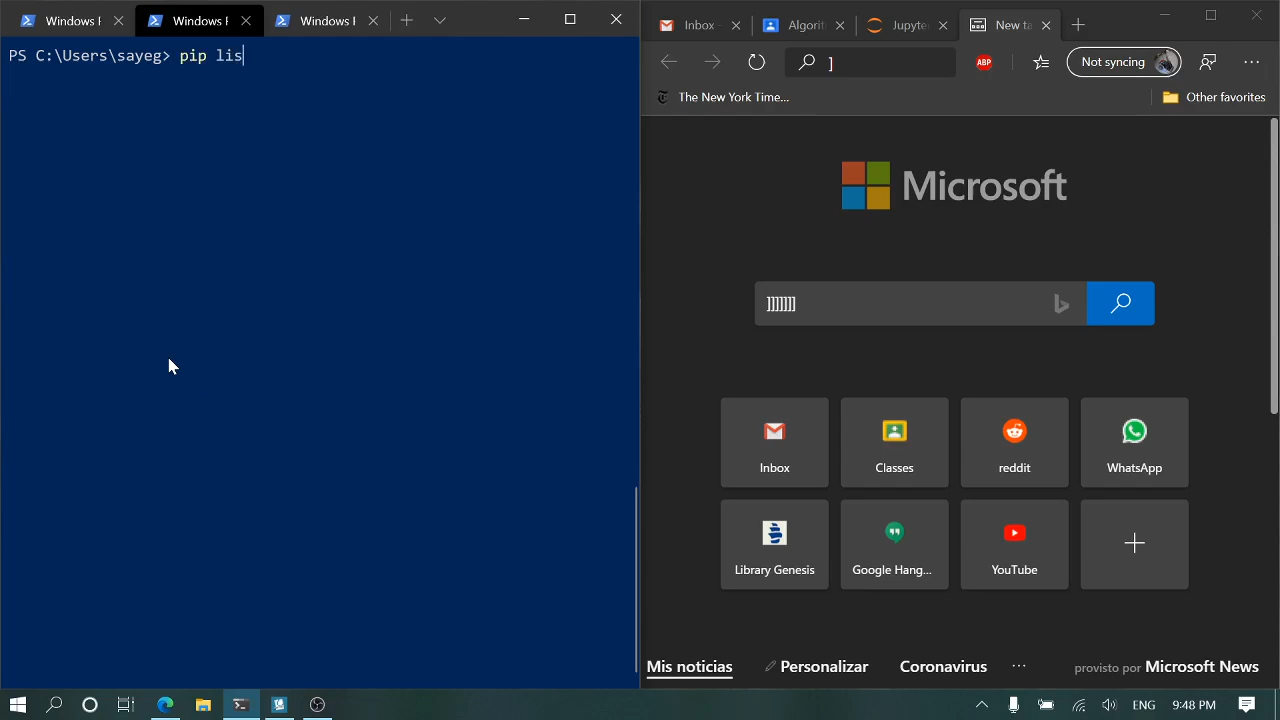 Windows P
Windows P
Windows P
PS C:\Users\sayeg> pip lis
Inbox -
Algorit
Jupyte
New ta
]
ABP
Not syncing
The New York Time...
Other favorites
Microsoft
]]]]]]]
Inbox
Classes
reddit
WhatsApp
Library Genesis
Google Hang...
YouTube
Mis noticias
Personalizar
Coronavirus
...
provisto por Microsoft News
ENG
9:48 PM